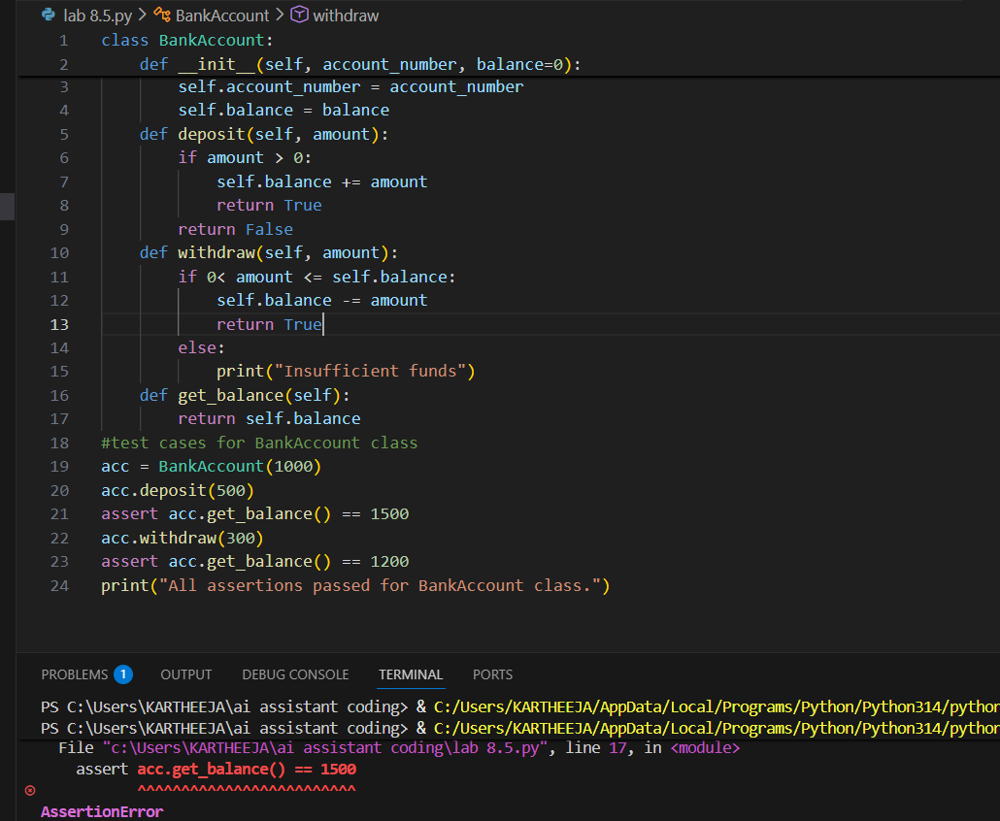 lab 8.5.py > BankAccount > withdraw
1 class BankAccount:
2     def __init__(self, account_number, balance=0):
3         self.account_number = account_number
4         self.balance = balance
5     def deposit(self, amount):
6         if amount > 0:
7             self.balance += amount
8             return True
9         return False
10     def withdraw(self, amount):
11         if 0< amount <= self.balance:
12             self.balance -= amount
13             return True
14         else:
15             print("Insufficient funds")
16     def get_balance(self):
17         return self.balance
18 #test cases for BankAccount class
19 acc = BankAccount(1000)
20 acc.deposit(500)
21 assert acc.get_balance() == 1500
22 acc.withdraw(300)
23 assert acc.get_balance() == 1200
24 print("All assertions passed for BankAccount class.")
PROBLEMS 1 OUTPUT DEBUG CONSOLE TERMINAL PORTS
PS C:\Users\KARTHEEJA\ai assistant coding> & C:/Users/KARTHEEJA/AppData/Local/Programs/Python/Python314/python
PS C:\Users\KARTHEEJA\ai assistant coding> & C:/Users/KARTHEEJA/AppData/Local/Programs/Python/Python314/python
File "c:\Users\KARTHEEJA\ai assistant coding\lab 8.5.py", line 17, in <module>
assert acc.get_balance() == 1500
^^^^^^^^^^^^^^^^^^^^^^^^^
AssertionError